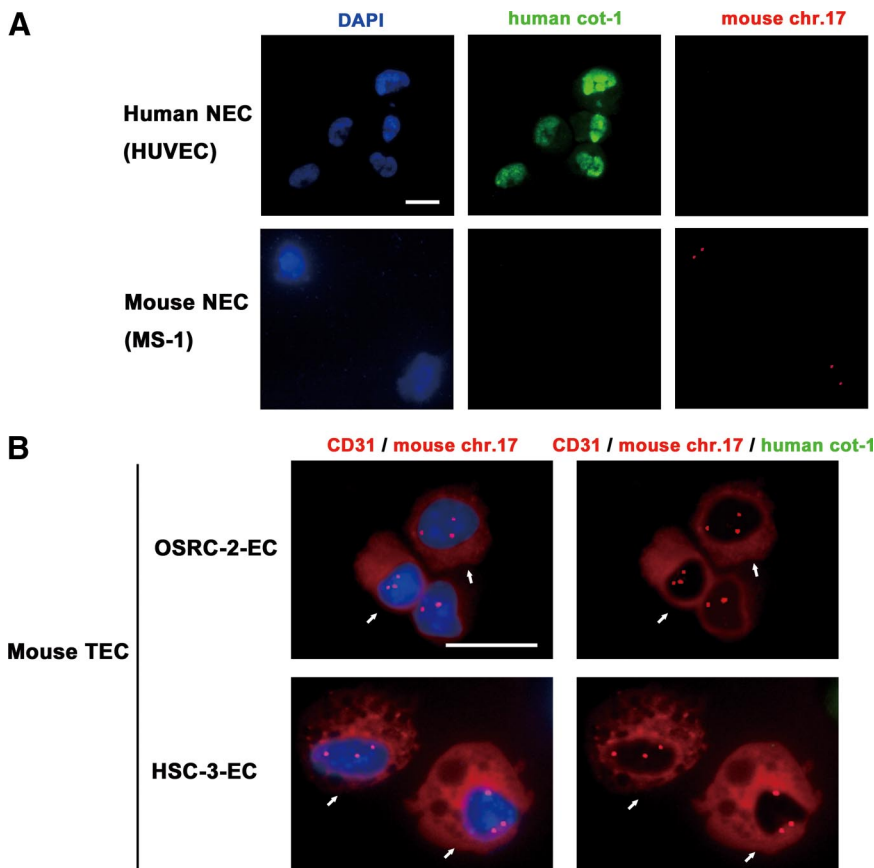 A
DAPI
human cot-1
mouse chr.17
Human NEC
(HUVEC)
Mouse NEC
(MS-1)
B
CD31 / mouse chr.17
CD31 / mouse chr.17 / human cot-1
OSRC-2-EC
Mouse TEC
HSC-3-EC